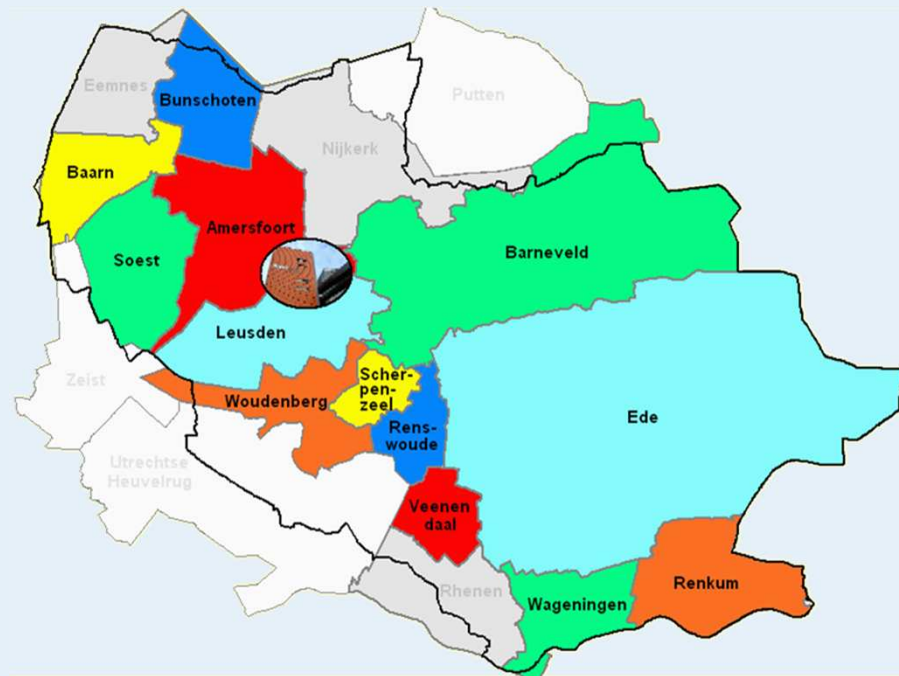 Eemnes
Bunschoten
Putten
Nijkerk
Baarn
Amersfoort
Soest
Barneveld
Leusden
Zeist
Scher-
pen-
zeel
Woudenberg
Ede
Rens-
woude
Utrechtse
Heuvelrug
Veenen
daal
Renkum
Rhenen
Wageningen